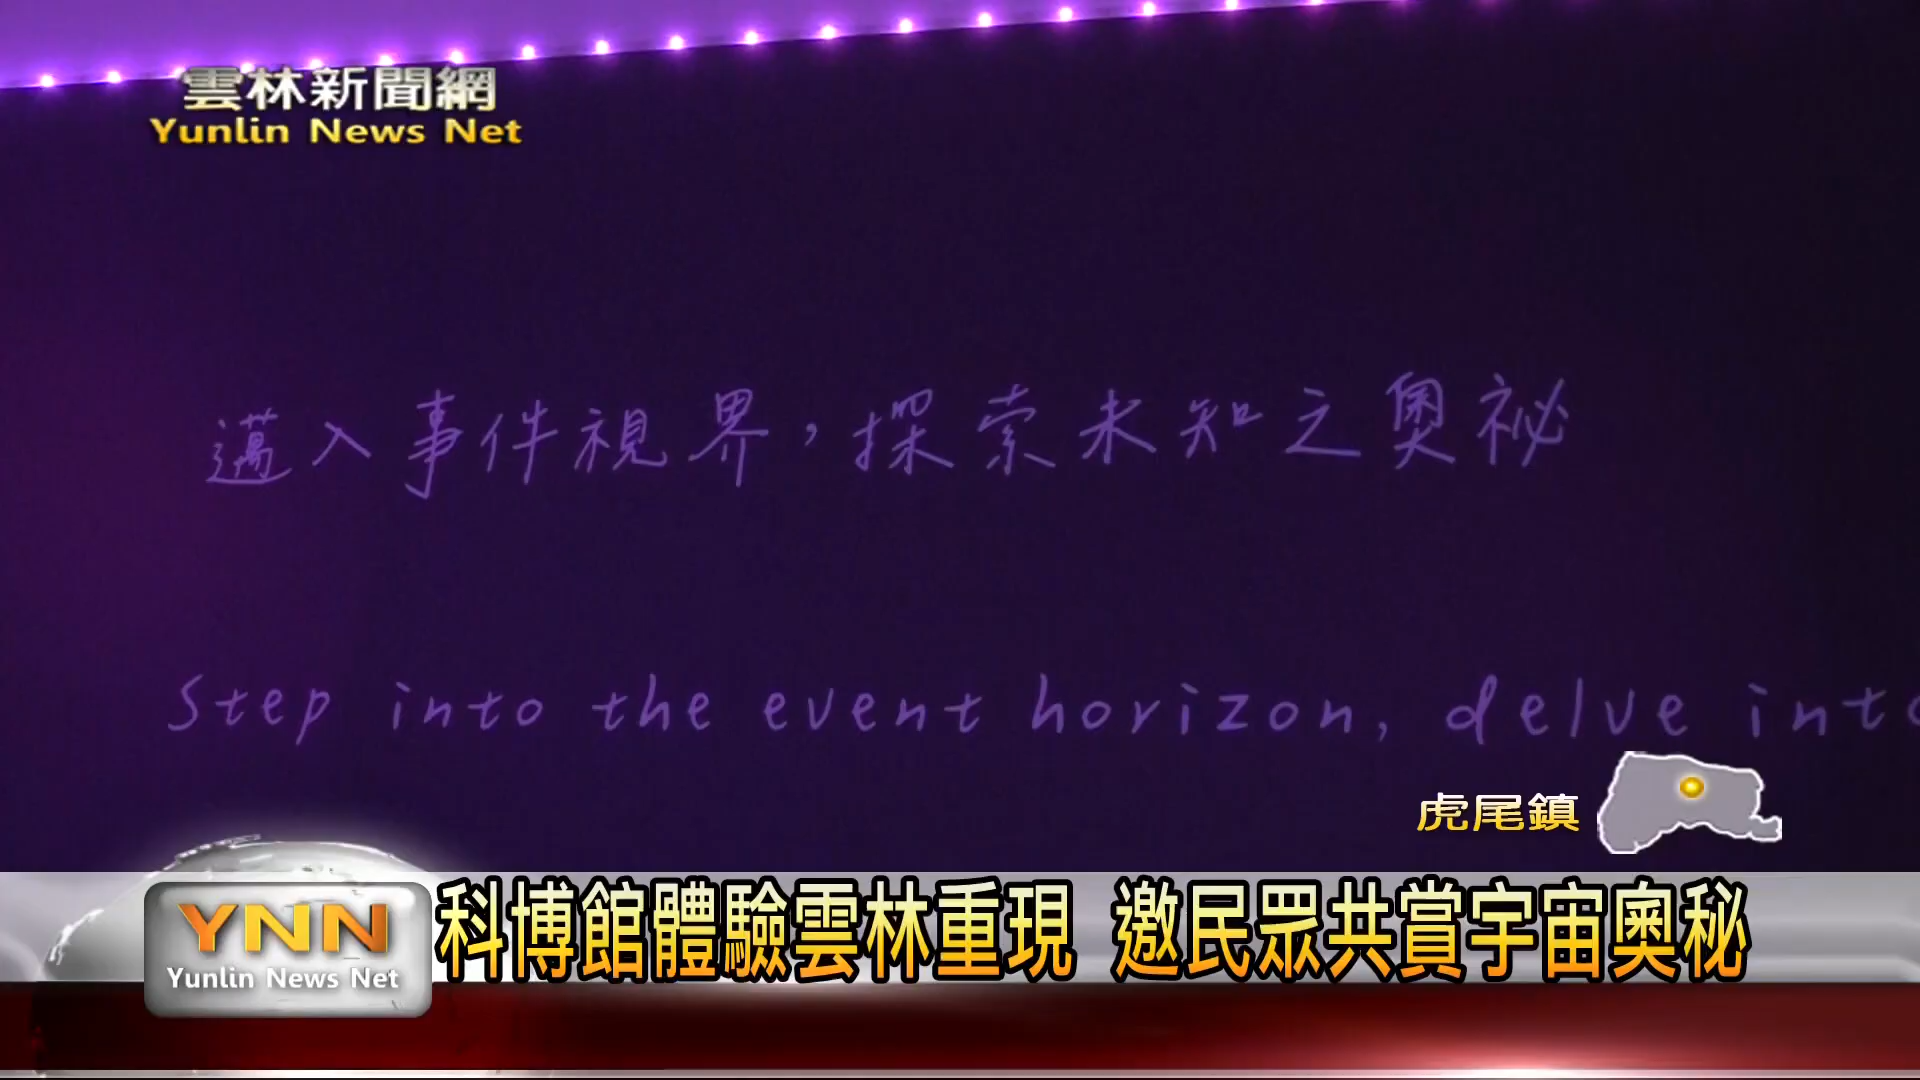 雲林新聞網
Yunlin News Net
邁入事件視界，探索未知之奧祕
Step into the event horizon, delve into
虎尾鎮
科博館體驗雲林重現 邀民眾共賞宇宙奧秘
YNN
Yunlin News Net